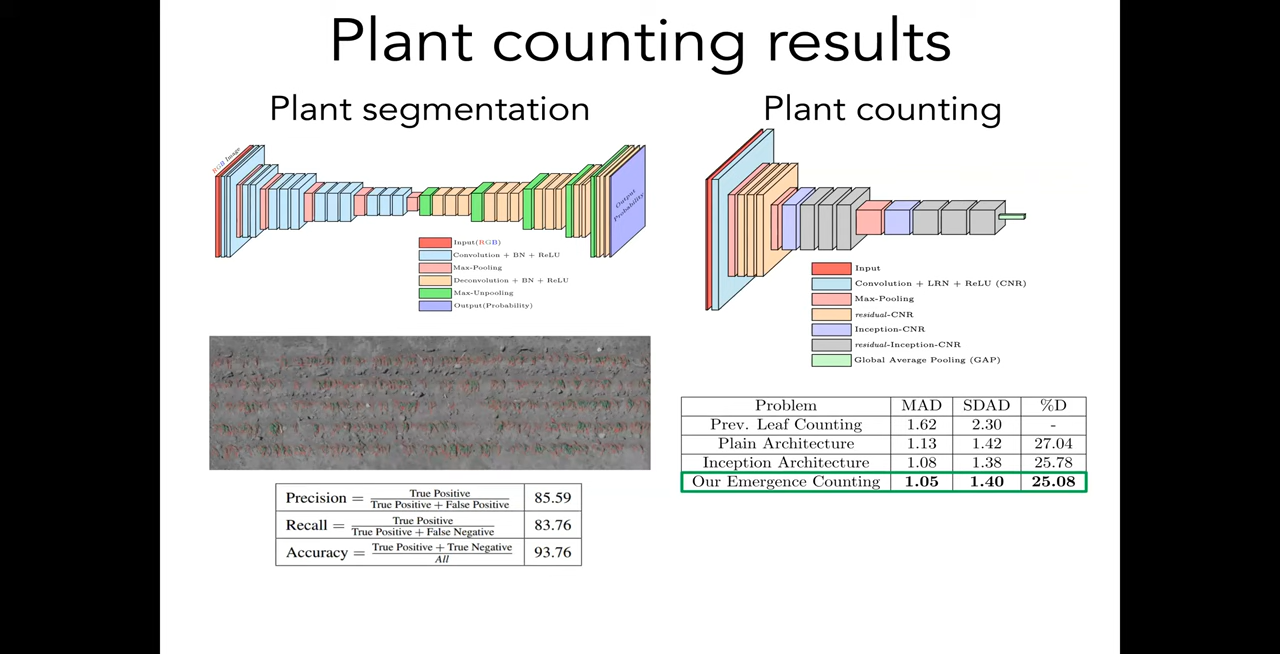 Plant counting results
Plant segmentation
RGB Image
Output
Probability
Input(RGB)
Convolution + BN + ReLU
Max-Pooling
Deconvolution + BN + ReLU
Max-Unpooling
Output(Probability)
Precision = True Positive / True Positive + False Positive 85.59
Recall = True Positive / True Positive + False Negative 83.76
Accuracy = True Positive + True Negative / All 93.76
Plant counting
Input
Convolution + LRN + ReLU (CNR)
Max-Pooling
residual-CNR
Inception-CNR
residual-Inception-CNR
Global Average Pooling (GAP)
Problem MAD SDAD %D
Prev. Leaf Counting 1.62 2.30 -
Plain Architecture 1.13 1.42 27.04
Inception Architecture 1.08 1.38 25.78
Our Emergence Counting 1.05 1.40 25.08